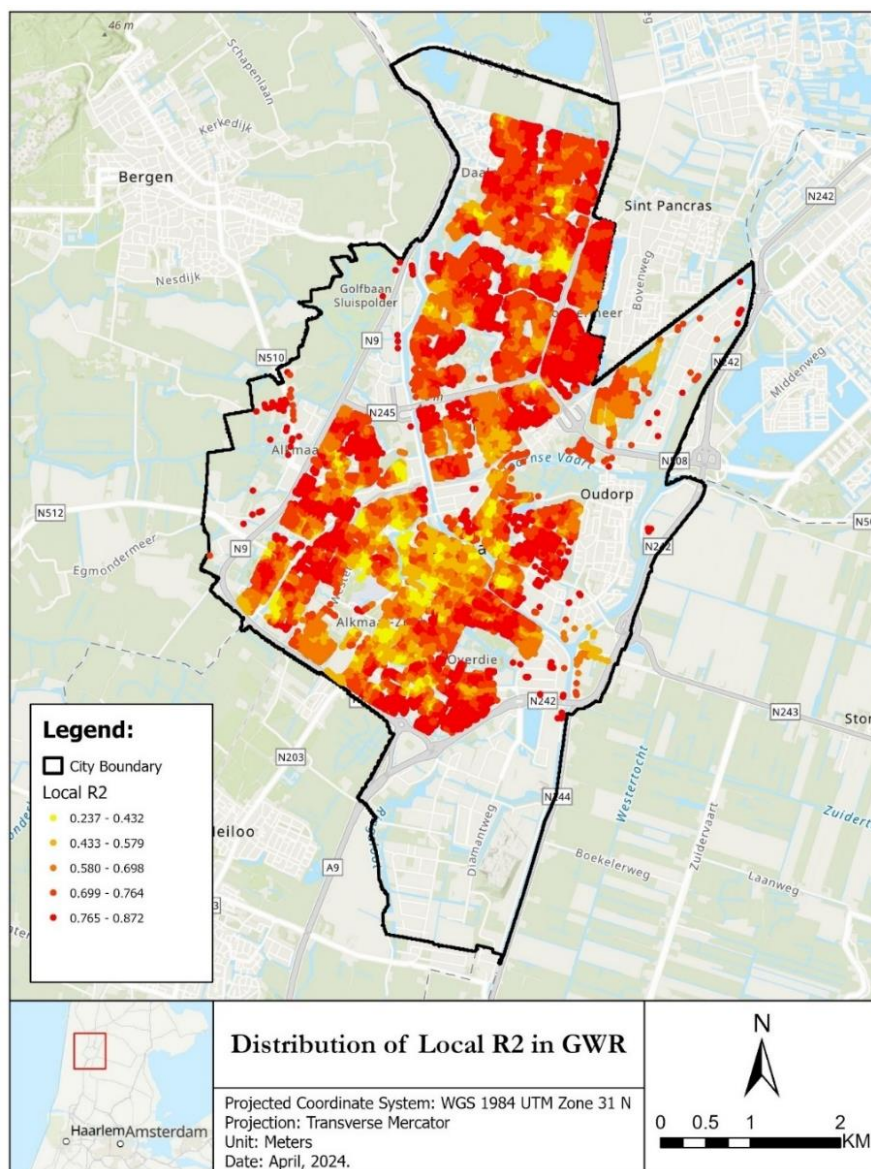 46 m
Schapenlaan
Kerkedijk
Bergen
N242
Sint Pancras
Nesdijk
Bovenweg
Golfbaan
Sluispolder
N9
N510
N242
Middenweg
N245
N512
Oudorp
Egmondermeer
N9
N242
Overdie
N242
N243
N203
N244
Westertocht
Zuidervaart
Diamantweg
Boekelerweg
Laanweg
A9
Legend:
City Boundary
Local R2
0.237 - 0.432
0.433 - 0.579
0.580 - 0.698
0.699 - 0.764
0.765 - 0.872
Haarlem
Amsterdam
Distribution of Local R2 in GWR
Projected Coordinate System: WGS 1984 UTM Zone 31 N
Projection: Transverse Mercator
Unit: Meters
Date: April, 2024.
N
0 0.5 1 2
KM